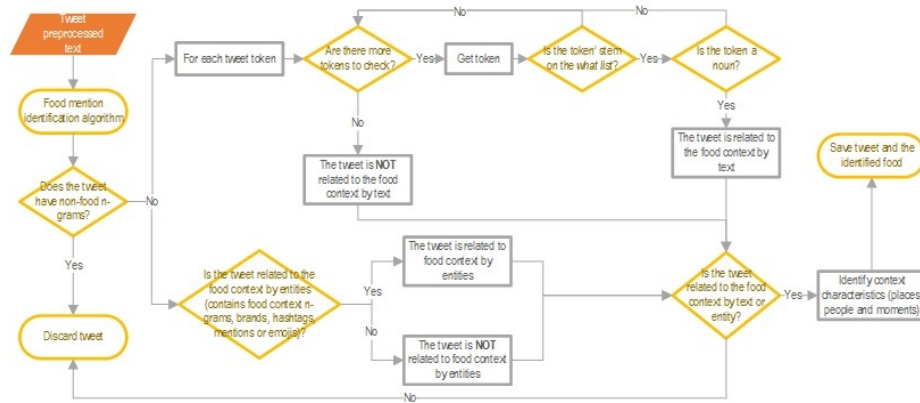 Tweet
preprocessed
text
Food mention
identification algorithm
Does the tweet
have non-food n-
grams?
Yes
No
Discard tweet
For each tweet token
Are there more
tokens to check?
Yes
No
Get token
Is the token' stem
on the what list?
No
Yes
Is the token a
noun?
No
Yes
The tweet is NOT
related to the food
context by text
The tweet is related to
the food context by
text
Is the tweet related to the
food context by entities
(contains food context n-
grams, brands, hashtags,
mentions or emojis)?
Yes
No
The tweet is related to
food context by
entities
The tweet is NOT
related to food context
by entities
Is the tweet
related to the food
context by text or
entity?
Yes
No
Identify context
characteristics (places,
people and moments)
Save tweet and the
identified food